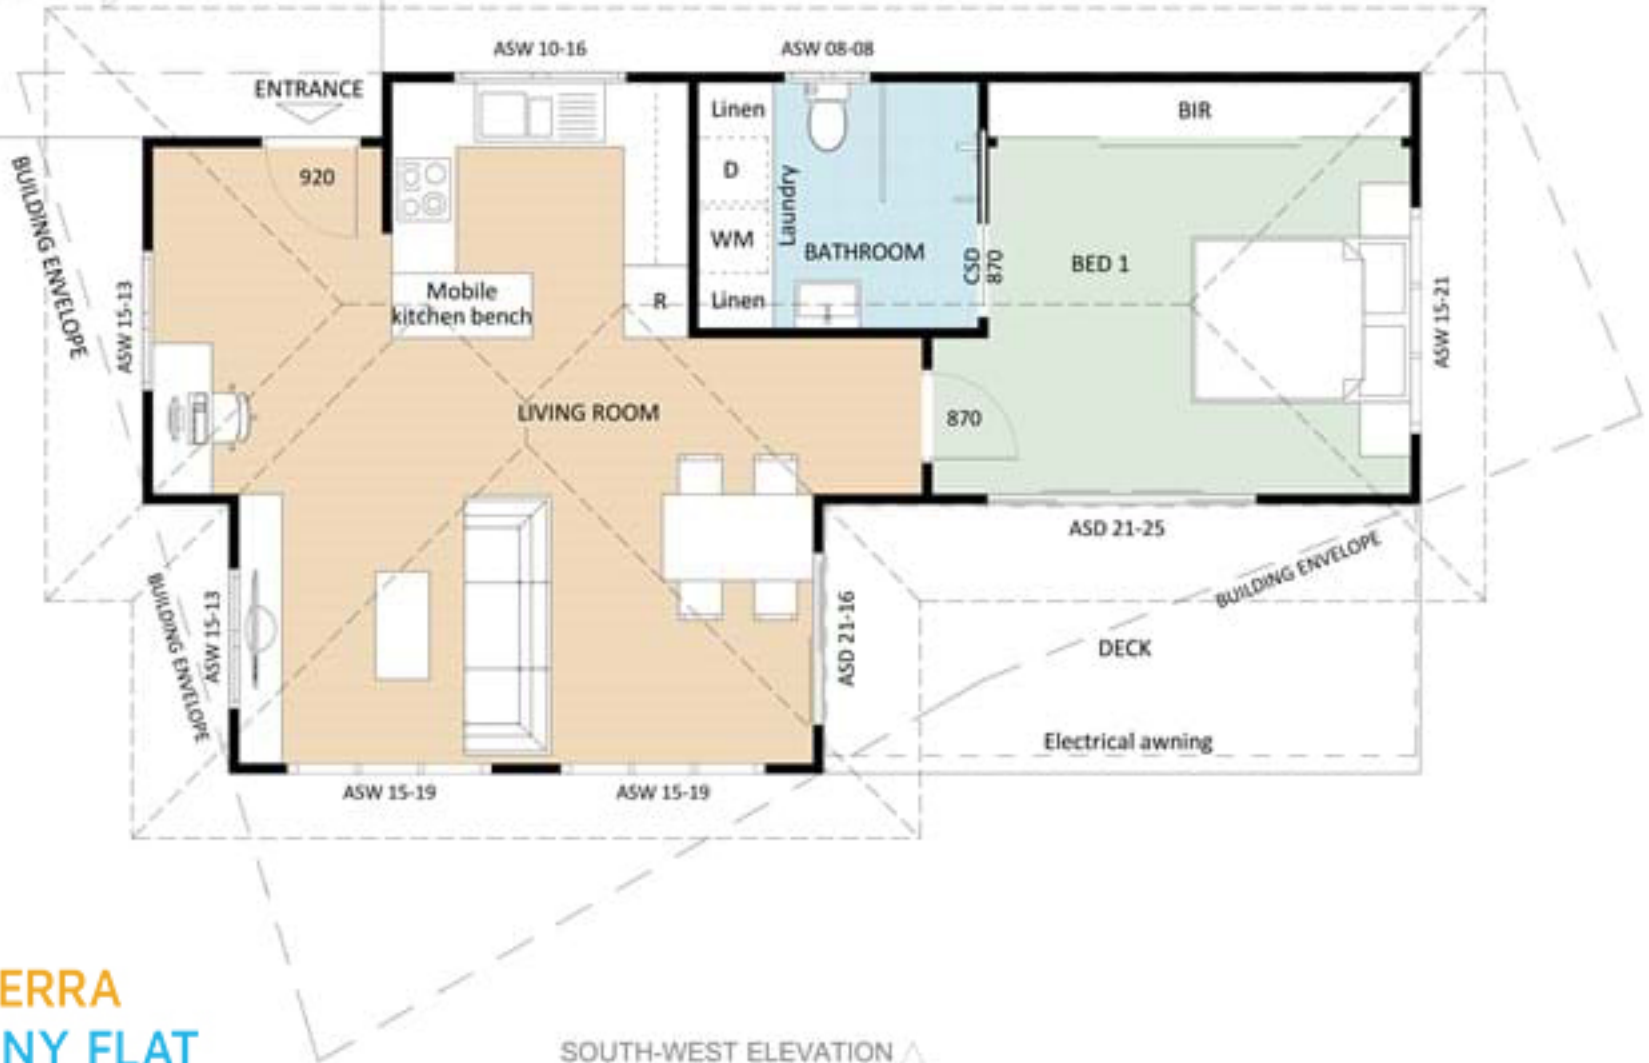 ASW 10-16
ASW 08-08
ENTRANCE
Linen
BIR
920
D
Laundry
WM
BATHROOM
CSD
870
BED 1
BUILDING ENVELOPE
ASW 15-13
Mobile
kitchen bench
R
Linen
ASW 15-21
LIVING ROOM
870
ASD 21-25
BUILDING ENVELOPE
BUILDING ENVELOPE
ASW 15-13
ASD 21-16
DECK
Electrical awning
ASW 15-19
ASW 15-19
ERRA
NY FLAT
SOUTH-WEST ELEVATION